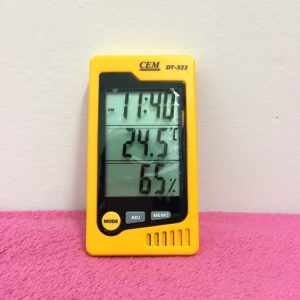 CEM DT-322
AM 11:40
24.5°C
65%
MODE ADJ MEMO